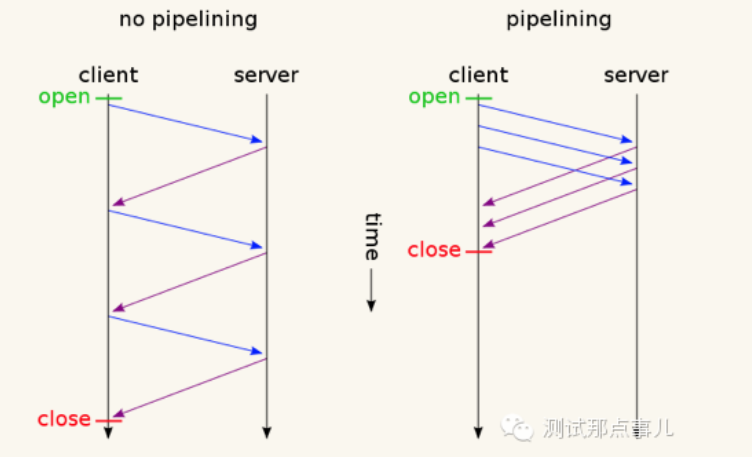 no pipelining
client
server
open
close
time
pipelining
client
server
open
close
测试那点事儿